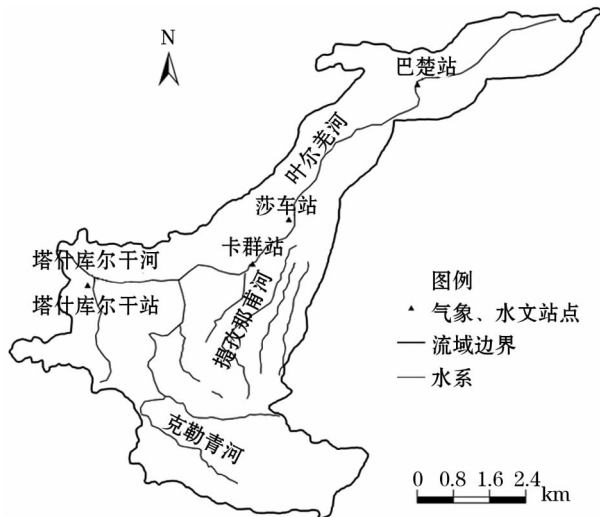 N
巴楚站
叶尔羌河
莎车站
卡群站
塔什库尔干河
塔什库尔干站
提孜那甫河
克勒青河
图例
气象、水文站点
流域边界
水系
0 0.8 1.6 2.4
km